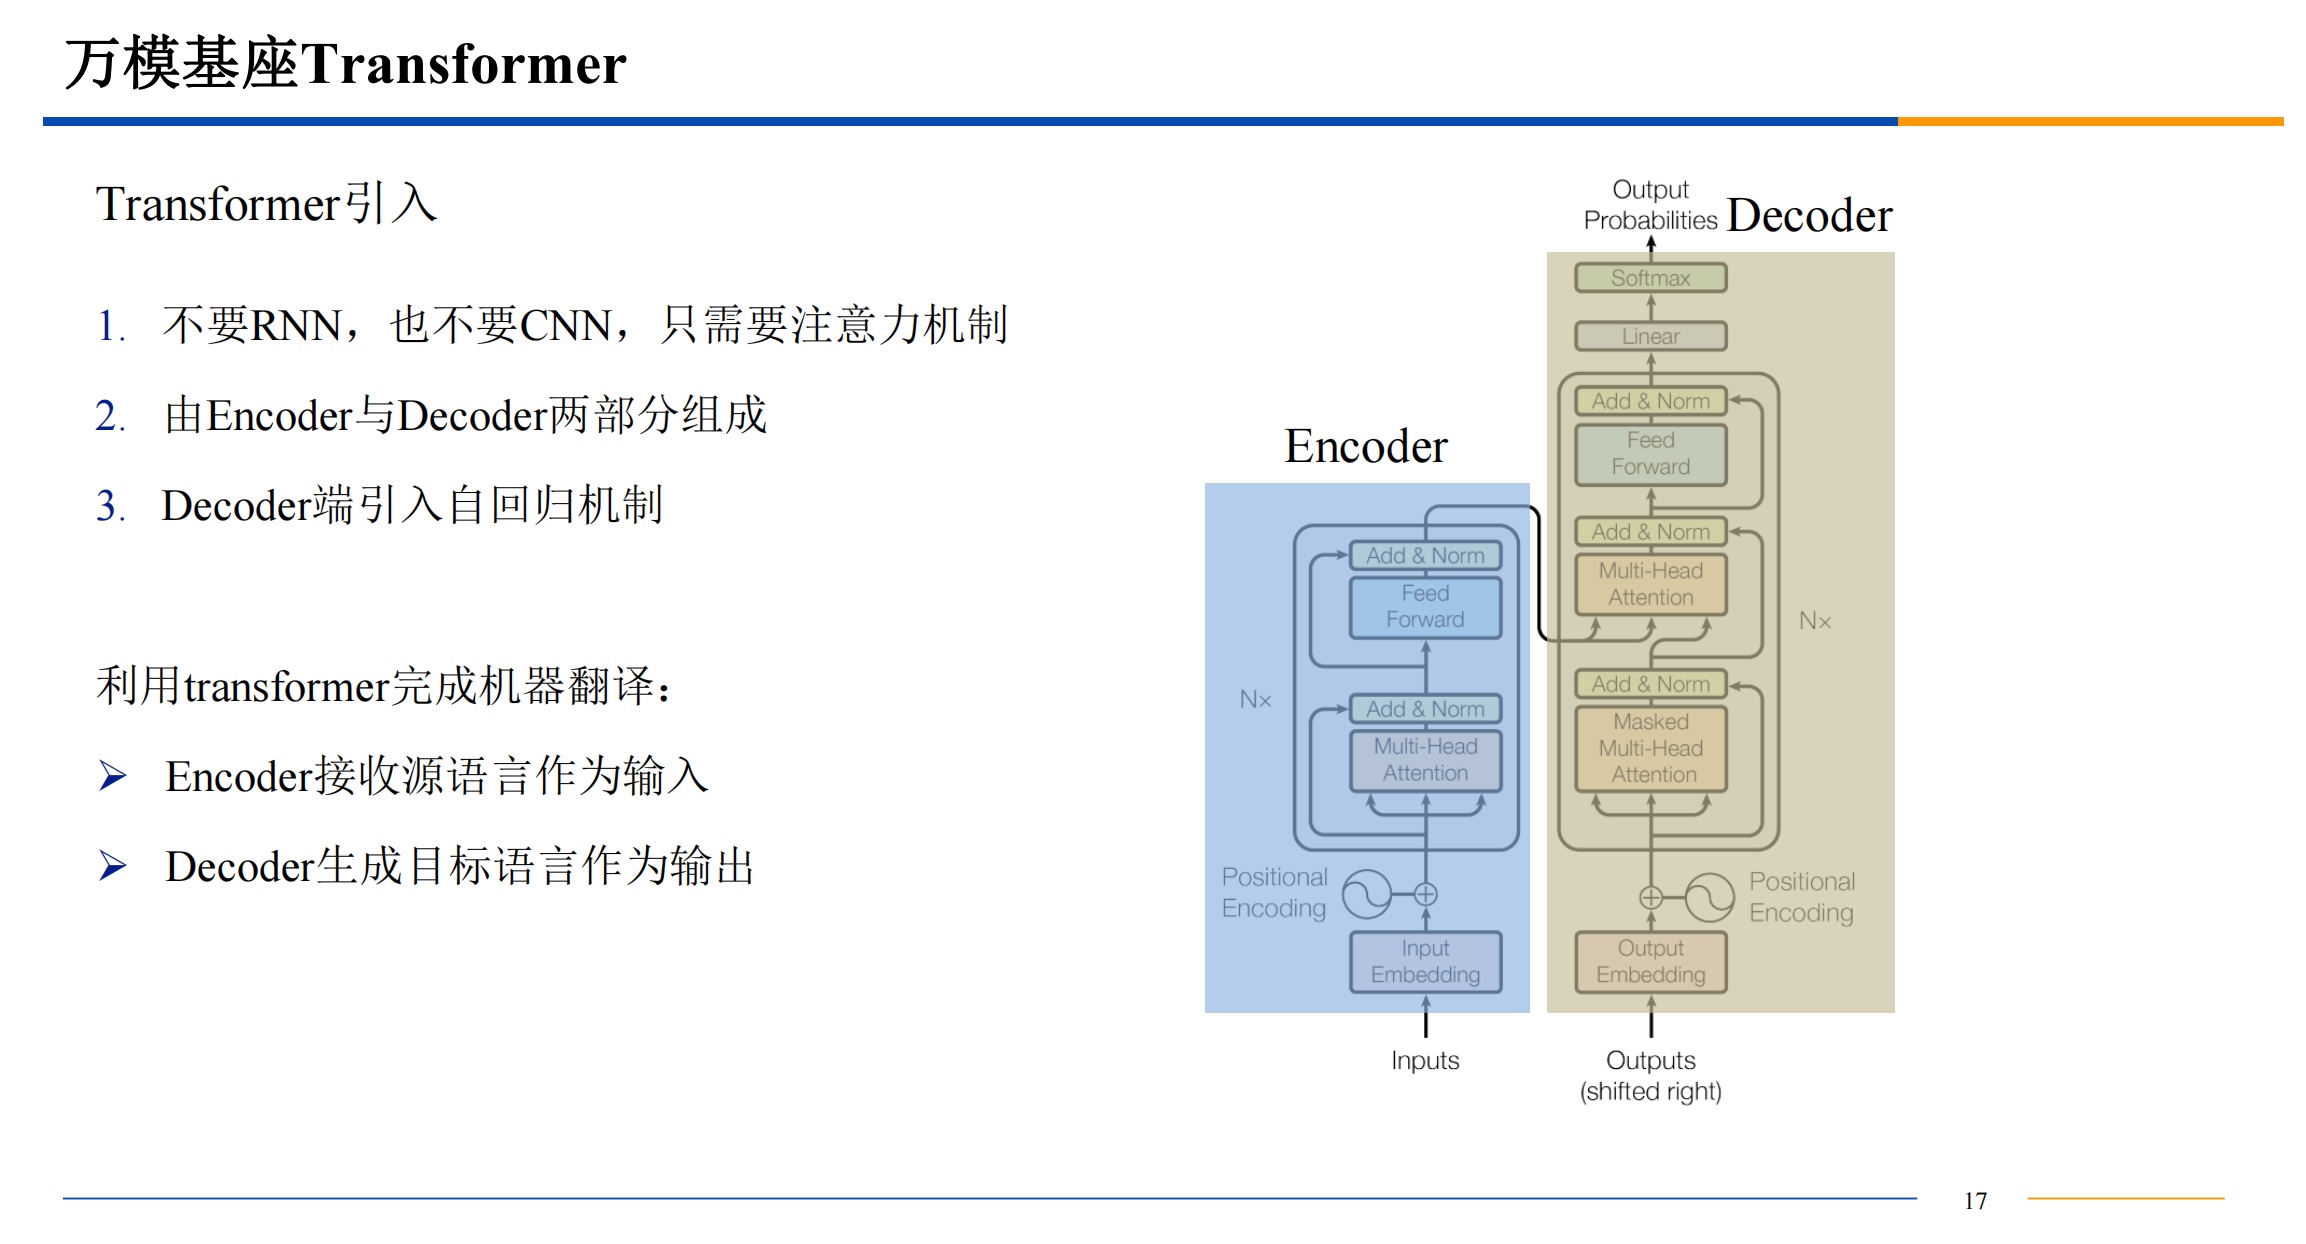 万模基座Transformer
Transformer引入
1. 不要RNN，也不要CNN，只需要注意力机制
2. 由Encoder与Decoder两部分组成
3. Decoder端引入自回归机制
利用transformer完成机器翻译：
➢ Encoder接收源语言作为输入
➢ Decoder生成目标语言作为输出
Encoder
Add & Norm
Feed
Forward
Add & Norm
Multi-Head
Attention
N×
Positional
Encoding
Input
Embedding
Inputs
Output
Probabilities
Decoder
Softmax
Linear
Add & Norm
Feed
Forward
Add & Norm
Multi-Head
Attention
N×
Add & Norm
Masked
Multi-Head
Attention
Positional
Encoding
Output
Embedding
Outputs
(shifted right)
17